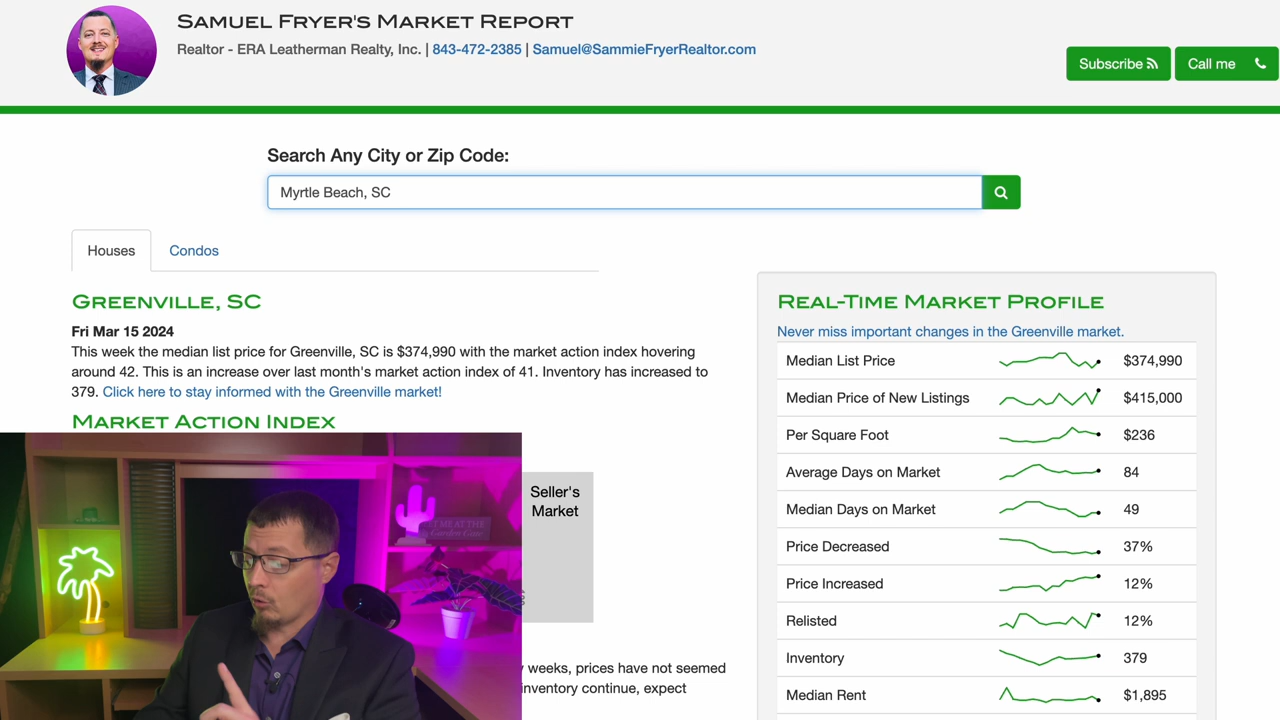 Samuel Fryer's Market Report
Realtor - ERA Leatherman Realty, Inc. | 843-472-2385 | Samuel@SammieFryerRealtor.com
Subscribe
Call me
Search Any City or Zip Code:
Myrtle Beach, SC
Houses
Condos
Greenville, SC
Fri Mar 15 2024
This week the median list price for Greenville, SC is $374,990 with the market action index hovering
around 42. This is an increase over last month's market action index of 41. Inventory has increased to
379. Click here to stay informed with the Greenville market!
Market Action Index
Seller's
Market
weeks, prices have not seemed
inventory continue, expect
Real-Time Market Profile
Never miss important changes in the Greenville market.
Median List Price $374,990
Median Price of New Listings $415,000
Per Square Foot $236
Average Days on Market 84
Median Days on Market 49
Price Decreased 37%
Price Increased 12%
Relisted 12%
Inventory 379
Median Rent $1,895